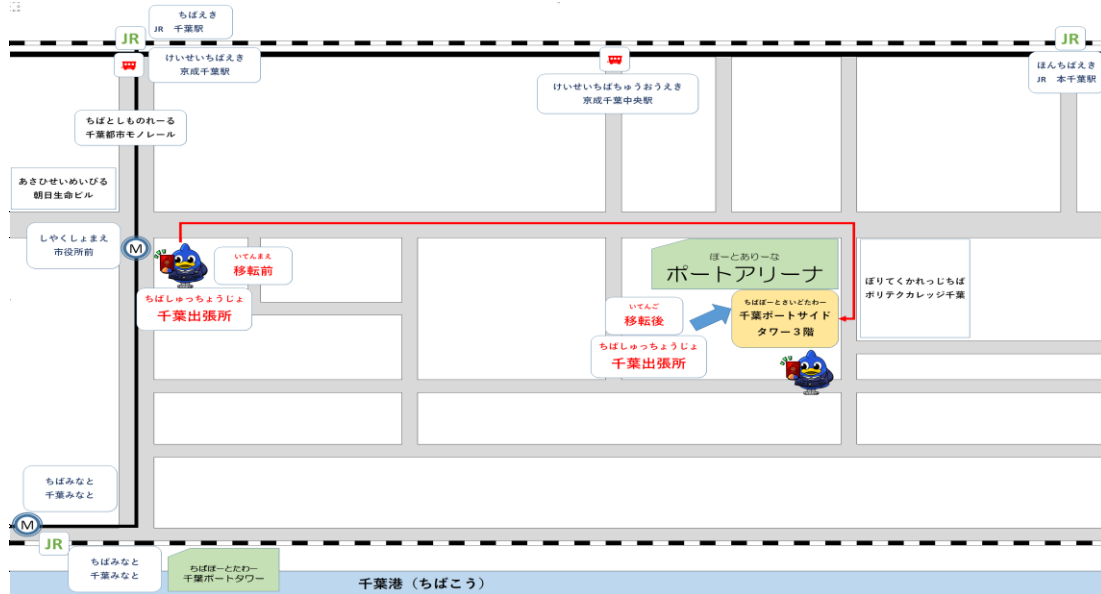 ちばえき
JR 千葉駅
JR
けいせいちばえき
京成千葉駅
けいせいちばちゅうおうえき
京成千葉中央駅
JR
ほんちばえき
JR 本千葉駅
ちばとしものれーる
千葉都市モノレール
あさひせいめいびる
朝日生命ビル
しやくしょまえ
市役所前
M
いてんまえ
移転前
ちばしゅっちょうじょ
千葉出張所
ぽーとありーな
ポートアリーナ
いてんご
移転後
ちばしゅっちょうじょ
千葉出張所
ちばぽーとさいどたわー
千葉ポートサイド
タワー３階
ぽりてくかれっじちば
ポリテクカレッジ千葉
ちばみなと
千葉みなと
M
JR
ちばみなと
千葉みなと
ちばぽーとたわー
千葉ポートタワー
千葉港（ちばこう）